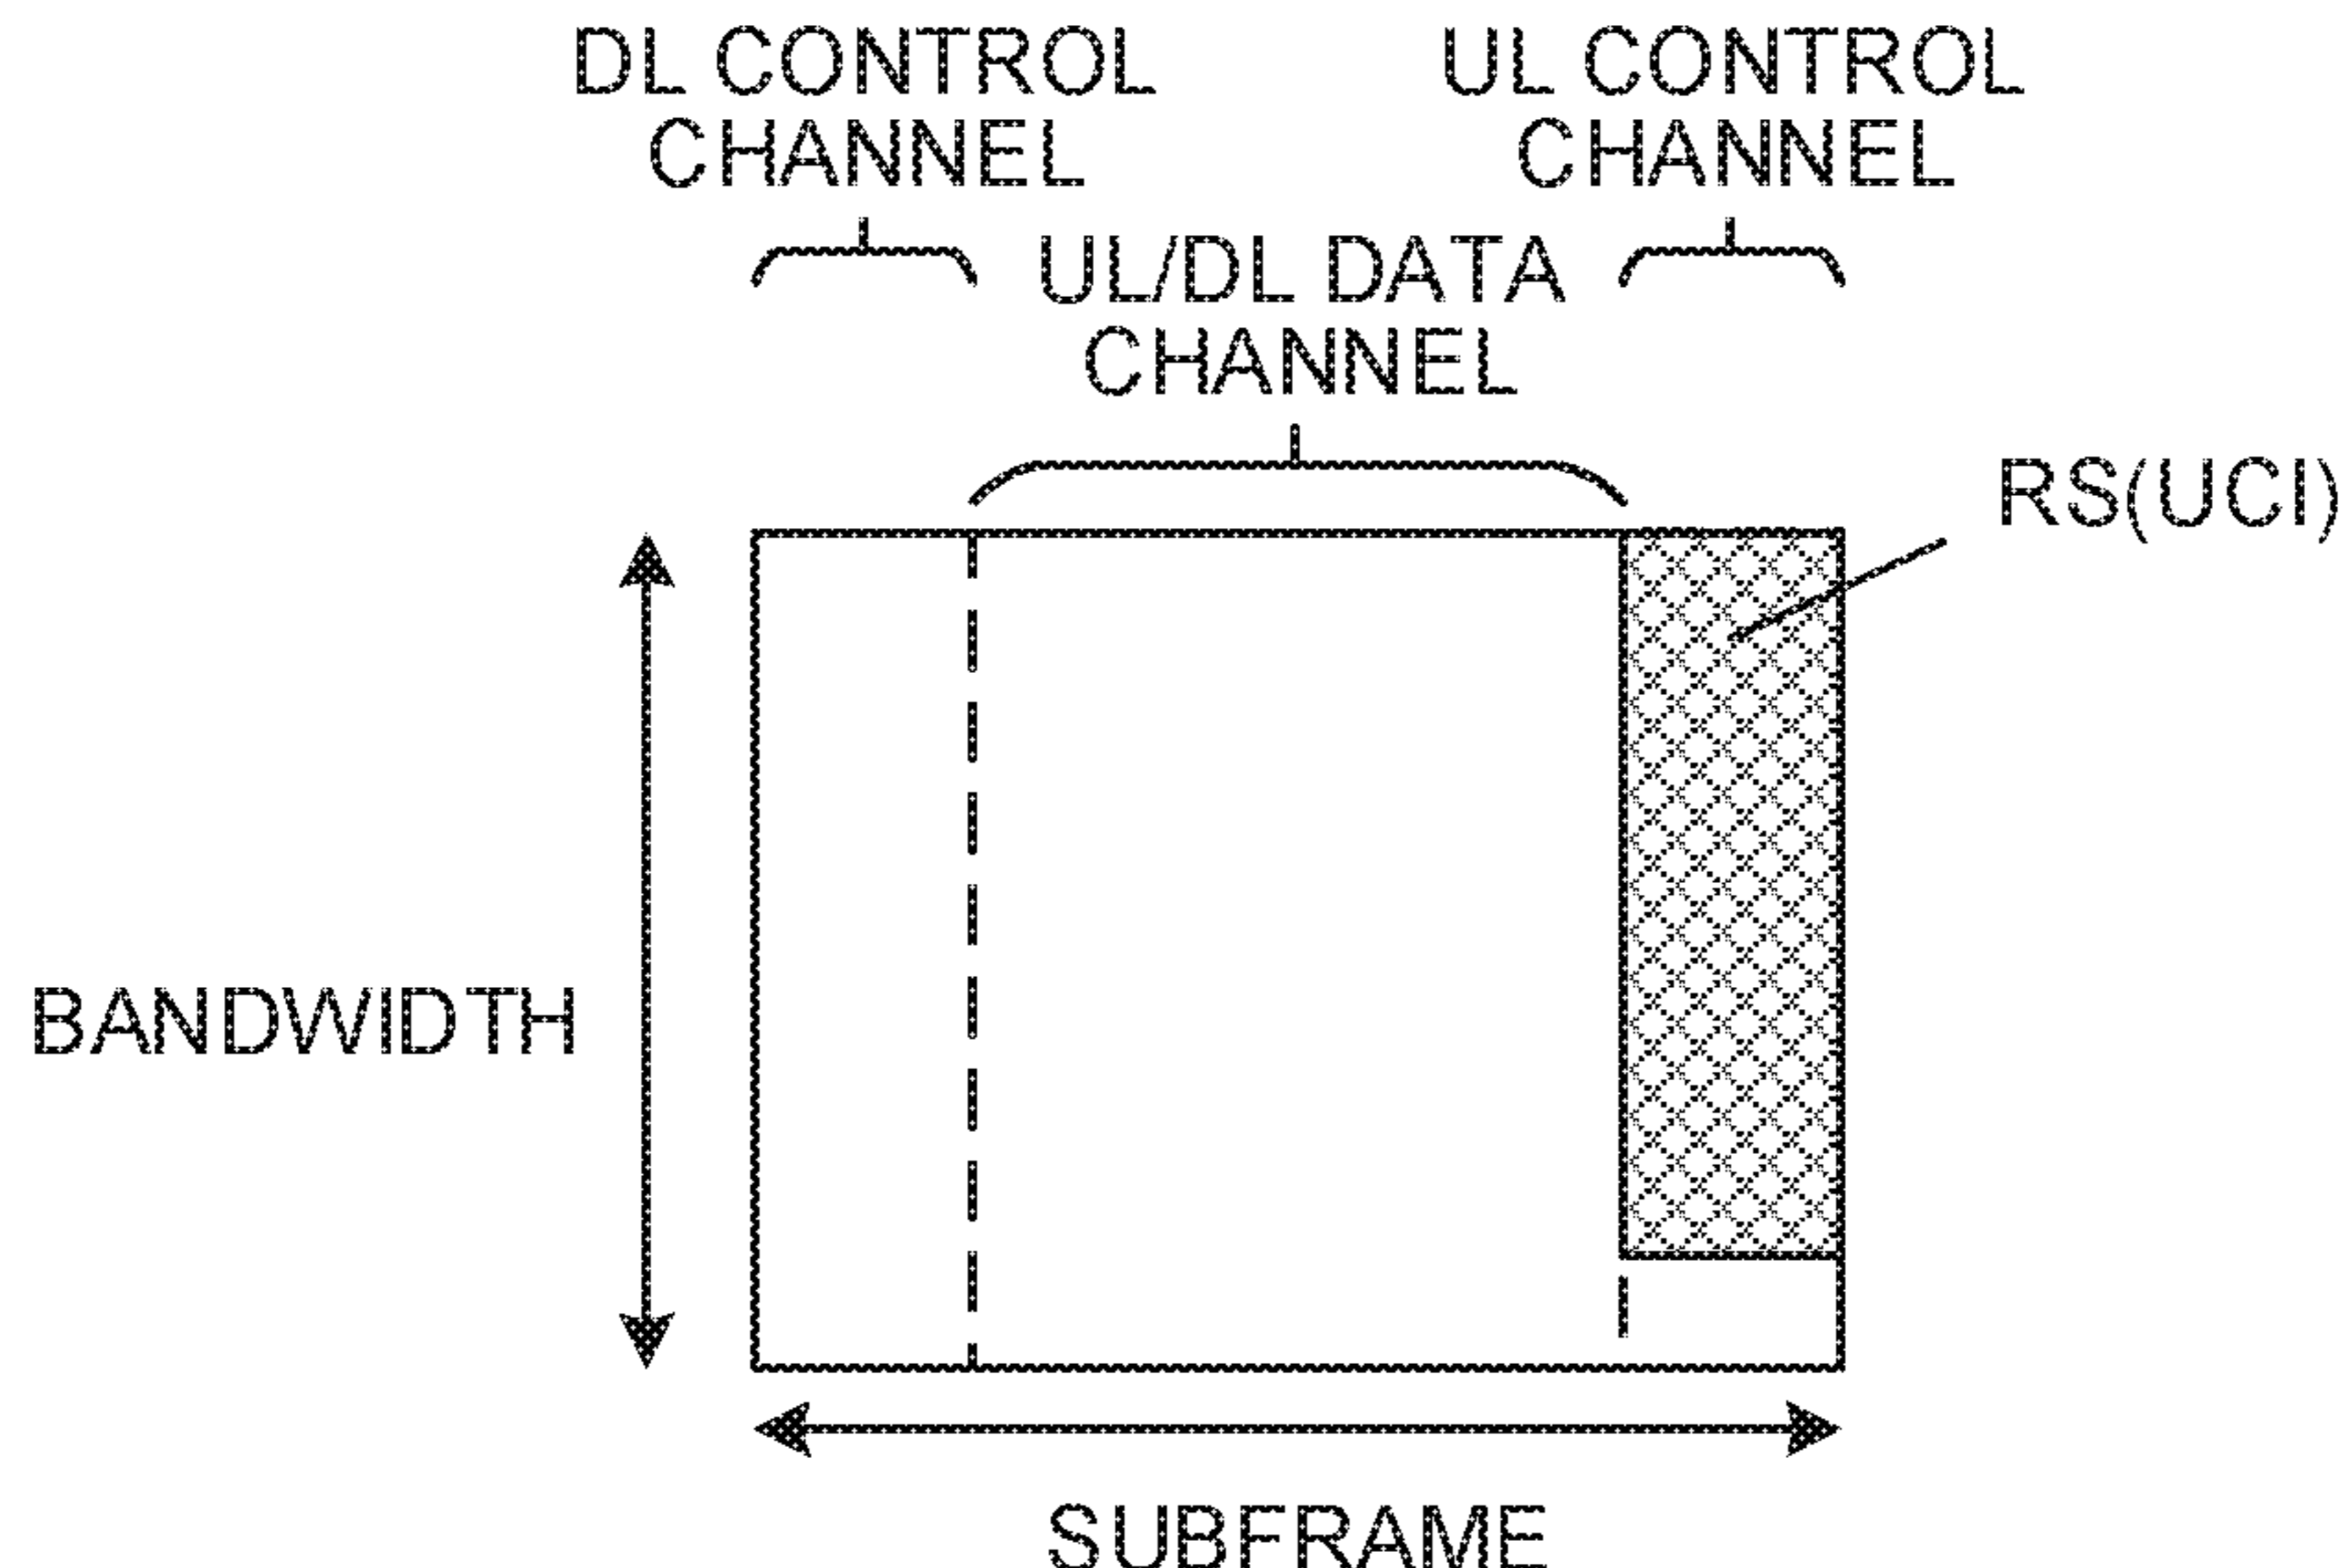 DL CONTROL
CHANNEL
UL CONTROL
CHANNEL
UL/DL DATA
CHANNEL
RS(UCI)
BANDWIDTH
SUBFRAME